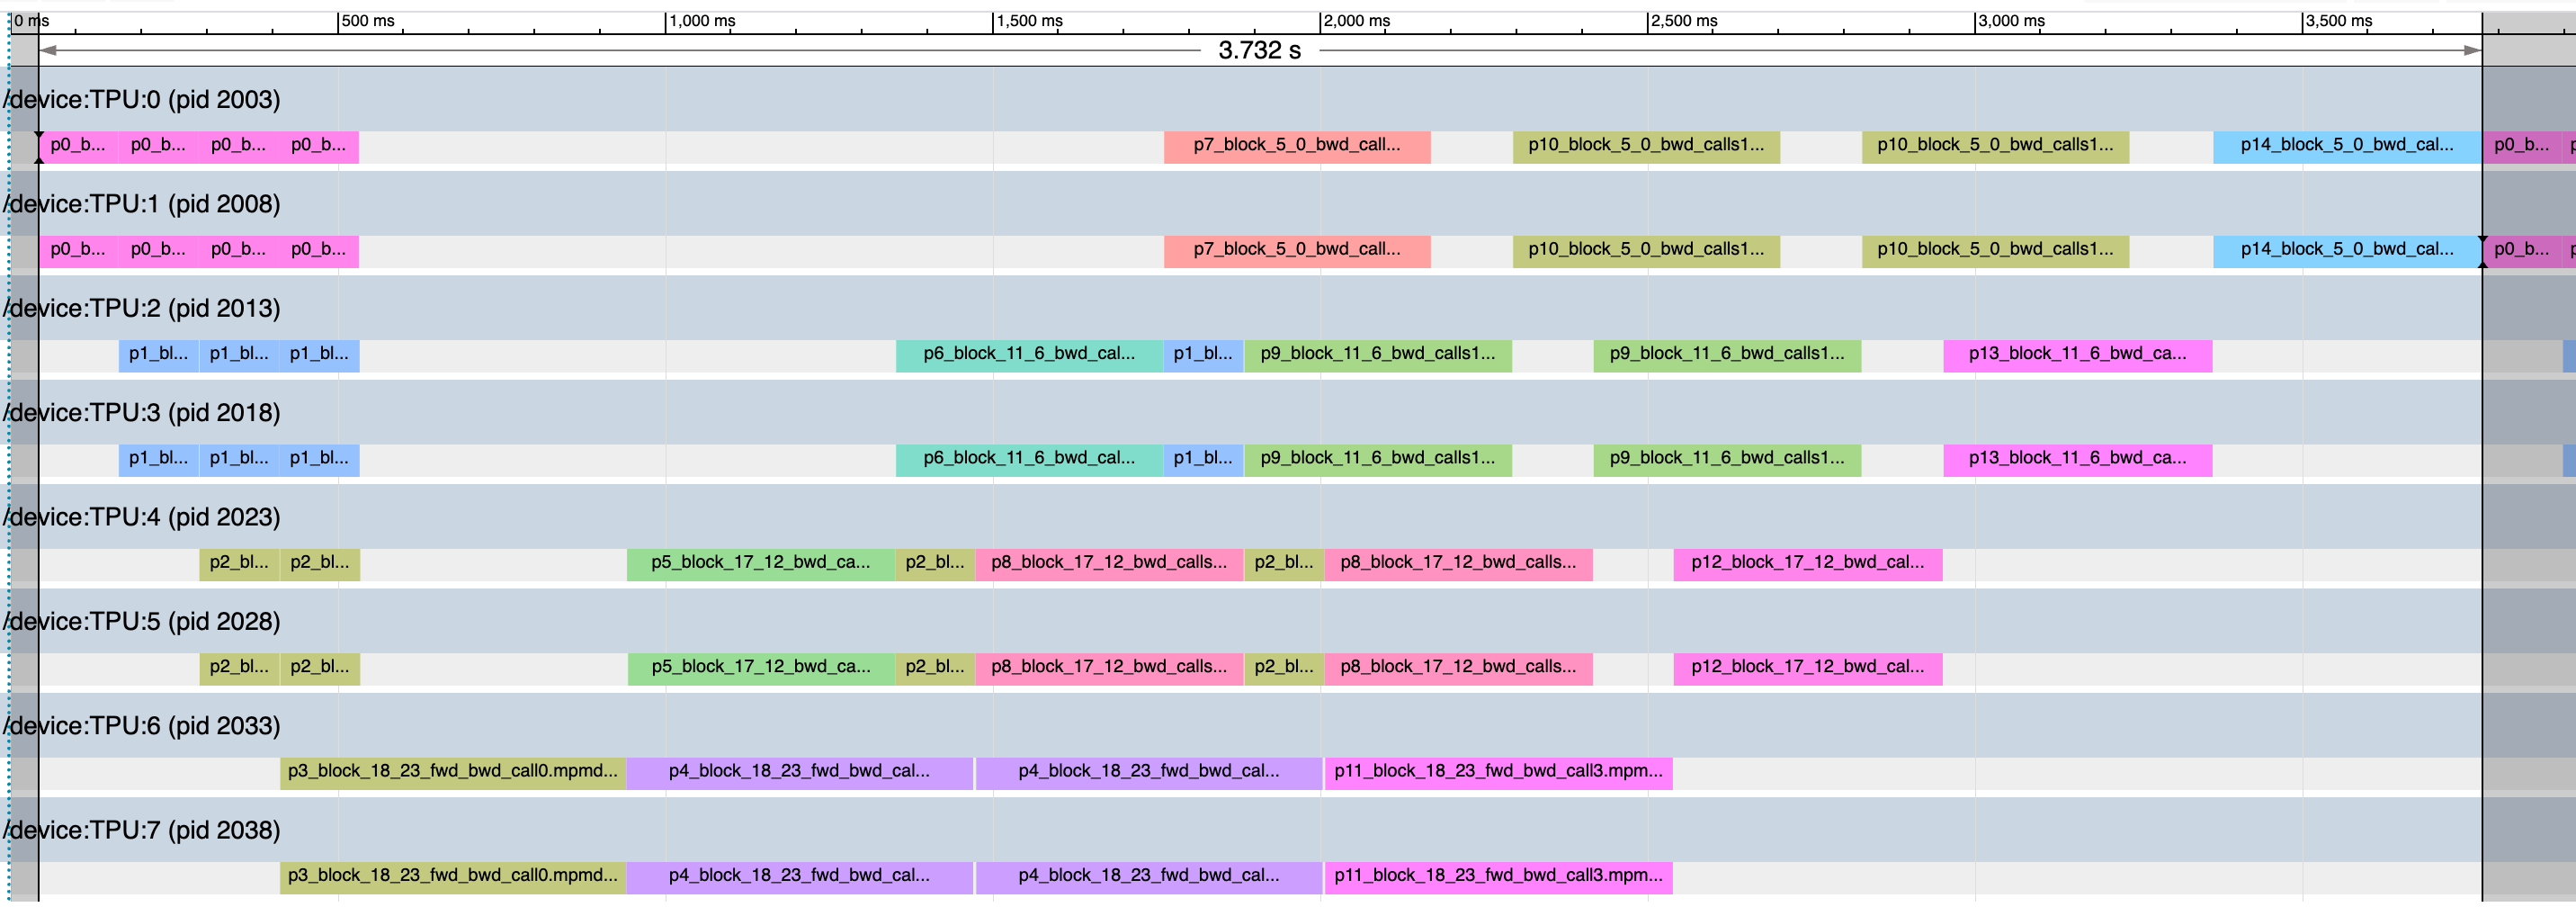 0 ms 500 ms 1,000 ms 1,500 ms 2,000 ms 2,500 ms 3,000 ms 3,500 ms
3.732 s
/device:TPU:0 (pid 2003)
p0_b... p0_b... p0_b... p0_b... p7_block_5_0_bwd_call... p10_block_5_0_bwd_calls1... p10_block_5_0_bwd_calls1... p14_block_5_0_bwd_cal... p0_b...
/device:TPU:1 (pid 2008)
p0_b... p0_b... p0_b... p0_b... p7_block_5_0_bwd_call... p10_block_5_0_bwd_calls1... p10_block_5_0_bwd_calls1... p14_block_5_0_bwd_cal... p0_b...
/device:TPU:2 (pid 2013)
p1_bl... p1_bl... p1_bl... p6_block_11_6_bwd_cal... p1_bl... p9_block_11_6_bwd_calls1... p9_block_11_6_bwd_calls1... p13_block_11_6_bwd_ca...
/device:TPU:3 (pid 2018)
p1_bl... p1_bl... p1_bl... p6_block_11_6_bwd_cal... p1_bl... p9_block_11_6_bwd_calls1... p9_block_11_6_bwd_calls1... p13_block_11_6_bwd_ca...
/device:TPU:4 (pid 2023)
p2_bl... p2_bl... p5_block_17_12_bwd_ca... p2_bl... p8_block_17_12_bwd_calls... p2_bl... p8_block_17_12_bwd_calls... p12_block_17_12_bwd_cal...
/device:TPU:5 (pid 2028)
p2_bl... p2_bl... p5_block_17_12_bwd_ca... p2_bl... p8_block_17_12_bwd_calls... p2_bl... p8_block_17_12_bwd_calls... p12_block_17_12_bwd_cal...
/device:TPU:6 (pid 2033)
p3_block_18_23_fwd_bwd_call0.mpmd... p4_block_18_23_fwd_bwd_cal... p4_block_18_23_fwd_bwd_cal... p11_block_18_23_fwd_bwd_call3.mpm...
/device:TPU:7 (pid 2038)
p3_block_18_23_fwd_bwd_call0.mpmd... p4_block_18_23_fwd_bwd_cal... p4_block_18_23_fwd_bwd_cal... p11_block_18_23_fwd_bwd_call3.mpm...